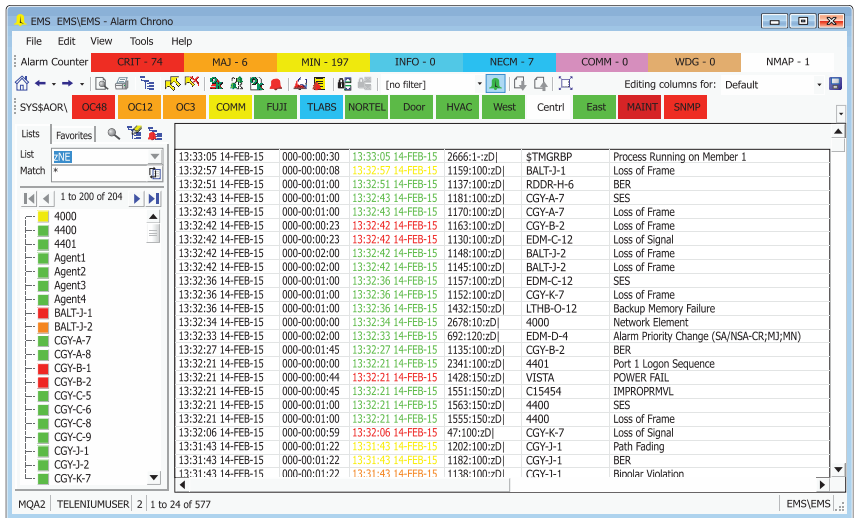 EMS EMS\EMS - Alarm Chrono
File Edit View Tools Help
Alarm Counter CRIT - 74 MAJ - 6 MIN - 197 INFO - 0 NECM - 7 COMM - 0 WDG - 0 NMAP - 1
[no filter] Editing columns for: Default
SYS$AOR\ OC48 OC12 OC3 COMM FUJI TLABS NORTEL Door HVAC West Centrl East MAINT SNMP
Lists Favorites
List zNE
Match *
1 to 200 of 204
4000
4400
4401
Agent1
Agent2
Agent3
Agent4
BALT-J-1
BALT-J-2
CGY-A-7
CGY-A-8
CGY-B-1
CGY-B-2
CGY-C-5
CGY-C-6
CGY-C-8
CGY-C-9
CGY-J-1
CGY-J-2
CGY-K-7
13:33:05 14-FEB-15 000-00:00:30 13:33:05 14-FEB-15 2666:1-:zD| $TMGRBP Process Running on Member 1
13:32:57 14-FEB-15 000-00:00:08 13:32:57 14-FEB-15 1159:100:zD| BALT-J-1 Loss of Frame
13:32:51 14-FEB-15 000-00:01:00 13:32:51 14-FEB-15 1137:100:zD| RDDR-H-6 BER
13:32:43 14-FEB-15 000-00:01:00 13:32:43 14-FEB-15 1181:100:zD| CGY-A-7 SES
13:32:43 14-FEB-15 000-00:01:00 13:32:43 14-FEB-15 1170:100:zD| CGY-A-7 Loss of Frame
13:32:42 14-FEB-15 000-00:00:23 13:32:42 14-FEB-15 1163:100:zD| CGY-B-2 Loss of Frame
13:32:42 14-FEB-15 000-00:00:23 13:32:42 14-FEB-15 1130:100:zD| EDM-C-12 Loss of Signal
13:32:42 14-FEB-15 000-00:02:00 13:32:42 14-FEB-15 1148:100:zD| BALT-J-2 Loss of Frame
13:32:42 14-FEB-15 000-00:02:00 13:32:42 14-FEB-15 1145:100:zD| BALT-J-2 Loss of Frame
13:32:36 14-FEB-15 000-00:01:00 13:32:36 14-FEB-15 1157:100:zD| EDM-C-12 SES
13:32:36 14-FEB-15 000-00:01:00 13:32:36 14-FEB-15 1152:100:zD| CGY-K-7 Loss of Frame
13:32:36 14-FEB-15 000-00:01:00 13:32:36 14-FEB-15 1432:150:zD| LTHB-O-12 Backup Memory Failure
13:32:34 14-FEB-15 000-00:00:00 13:32:34 14-FEB-15 2678:10:zD| 4000 Network Element
13:32:33 14-FEB-15 000-00:02:00 13:32:33 14-FEB-15 692:120:zD| EDM-D-4 Alarm Priority Change (SA/NSA-CR;MJ;MN)
13:32:27 14-FEB-15 000-00:01:45 13:32:27 14-FEB-15 1135:100:zD| CGY-B-2 BER
13:32:21 14-FEB-15 000-00:00:00 13:32:21 14-FEB-15 2341:100:zD| 4401 Port 1 Logon Sequence
13:32:21 14-FEB-15 000-00:00:44 13:32:21 14-FEB-15 1428:150:zD| VISTA POWER FAIL
13:32:21 14-FEB-15 000-00:00:45 13:32:21 14-FEB-15 1551:150:zD| C15454 IMPROPRMVL
13:32:21 14-FEB-15 000-00:01:00 13:32:21 14-FEB-15 1563:150:zD| 4400 SES
13:32:21 14-FEB-15 000-00:01:00 13:32:21 14-FEB-15 1555:150:zD| 4400 Loss of Frame
13:32:06 14-FEB-15 000-00:00:59 13:32:06 14-FEB-15 47:100:zD| CGY-K-7 Loss of Signal
13:31:43 14-FEB-15 000-00:01:22 13:31:43 14-FEB-15 1202:100:zD| CGY-J-1 Path Fading
13:31:43 14-FEB-15 000-00:01:22 13:31:43 14-FEB-15 1182:100:zD| CGY-J-1 BER
13:31:43 14-FEB-15 000-00:01:22 13:31:43 14-FEB-15 1138:100:zD| CGY-J-1 Bipolar Violation
MQA2 TELENIUMUSER 2 1 to 24 of 577 EMS\EMS